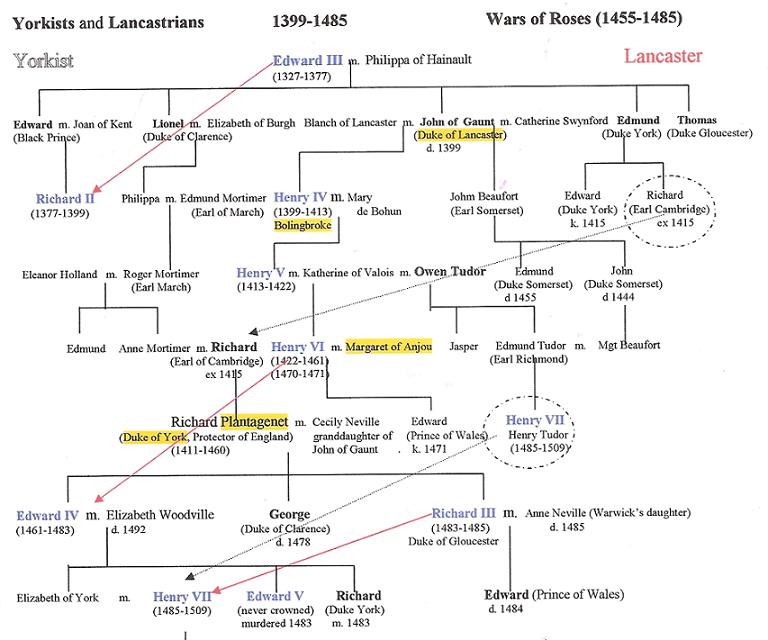 Yorkists and Lancastrians 1399-1485 Wars of Roses (1455-1485)
Yorkist Edward III m. Philippa of Hainault Lancaster
(1327-1377)
Edward m. Joan of Kent Lionel m. Elizabeth of Burgh Blanch of Lancaster m. John of Gaunt m. Catherine Swynford Edmund Thomas
(Black Prince) (Duke of Clarence) (Duke of Lancaster) (Duke York) (Duke Gloucester)
d. 1399
Richard II Philippa m. Edmund Mortimer Henry IV m. Mary John Beaufort Edward Richard
(1377-1399) (Earl of March) (1399-1413) de Bohun (Earl Somerset) (Duke York) (Earl Cambridge)
Bolingbroke k. 1415 ex 1415
Eleanor Holland m. Roger Mortimer Henry V m. Katherine of Valois m. Owen Tudor Edmund John
(Earl March) (1413-1422) (Duke Somerset) (Duke Somerset)
d 1455 d 1444
Edmund Anne Mortimer m. Richard Henry VI m. Margaret of Anjou Jasper Edmund Tudor m. Mgt Beaufort
(Earl of Cambridge) (1422-1461) (Earl Richmond)
ex 1415 (1470-1471)
Richard Plantagenet m. Cecily Neville Edward Henry VII
(Duke of York, Protector of England) granddaughter of (Prince of Wales) Henry Tudor
(1411-1460) John of Gaunt . k. 1471 (1485-1509)
Edward IV m. Elizabeth Woodville George Richard III m. Anne Neville (Warwick's daughter)
(1461-1483) d. 1492 (Duke of Clarence) (1483-1485) d. 1485
d. 1478 Duke of Gloucester
Elizabeth of York m. Henry VII Edward V Richard Edward (Prince of Wales)
(1485-1509) (never crowned) (Duke York) d. 1484
murdered 1483 m. 1483